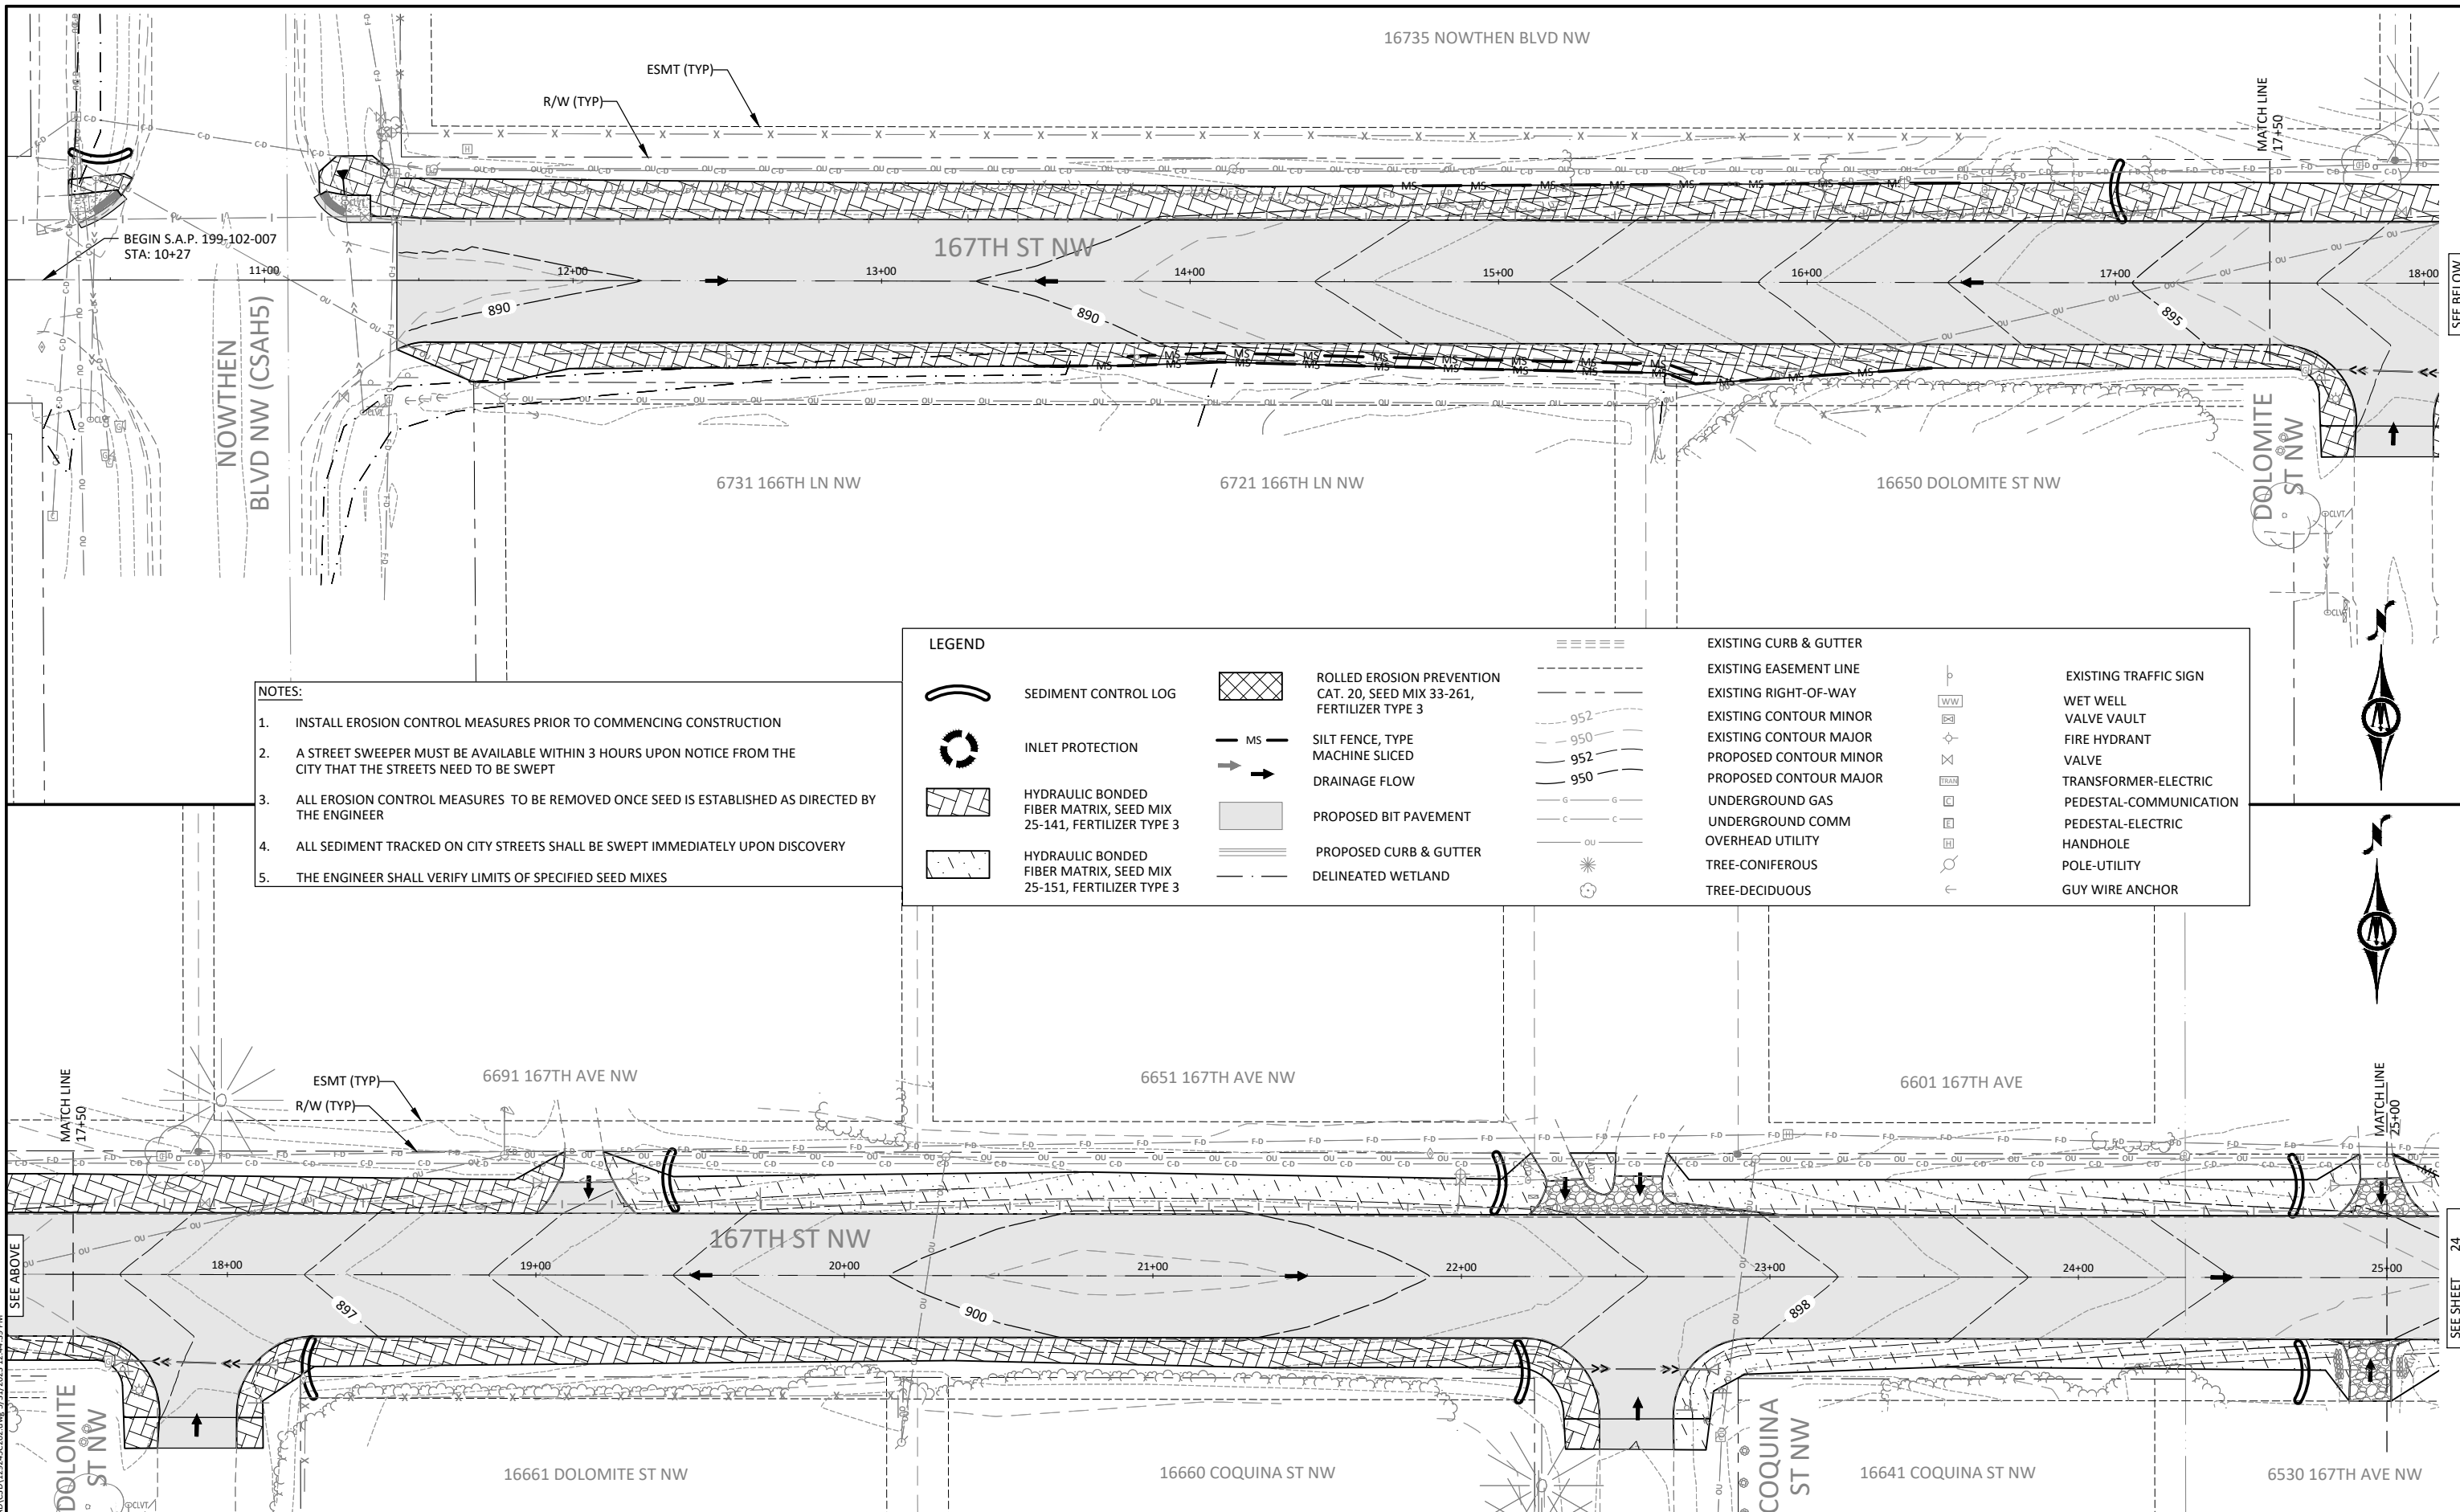 16735 NOWTHEN BLVD NW
ESMT (TYP)
R/W (TYP)
MATCH LINE
17+50
BEGIN S.A.P. 199-102-007
STA: 10+27
167TH ST NW
11+00
12+00
13+00
14+00
15+00
16+00
17+00
18+00
890
890
895
SEE BELOW
NOWTHEN
BLVD NW (CSAH5)
DOLOMITE
ST NW
6731 166TH LN NW
6721 166TH LN NW
16650 DOLOMITE ST NW
NOTES:
1. INSTALL EROSION CONTROL MEASURES PRIOR TO COMMENCING CONSTRUCTION
2. A STREET SWEEPER MUST BE AVAILABLE WITHIN 3 HOURS UPON NOTICE FROM THE
CITY THAT THE STREETS NEED TO BE SWEPT
3. ALL EROSION CONTROL MEASURES TO BE REMOVED ONCE SEED IS ESTABLISHED AS DIRECTED BY
THE ENGINEER
4. ALL SEDIMENT TRACKED ON CITY STREETS SHALL BE SWEPT IMMEDIATELY UPON DISCOVERY
5. THE ENGINEER SHALL VERIFY LIMITS OF SPECIFIED SEED MIXES
LEGEND
SEDIMENT CONTROL LOG
INLET PROTECTION
HYDRAULIC BONDED
FIBER MATRIX, SEED MIX
25-141, FERTILIZER TYPE 3
HYDRAULIC BONDED
FIBER MATRIX, SEED MIX
25-151, FERTILIZER TYPE 3
ROLLED EROSION PREVENTION
CAT. 20, SEED MIX 33-261,
FERTILIZER TYPE 3
MS
SILT FENCE, TYPE
MACHINE SLICED
DRAINAGE FLOW
PROPOSED BIT PAVEMENT
PROPOSED CURB & GUTTER
DELINEATED WETLAND
EXISTING CURB & GUTTER
EXISTING EASEMENT LINE
EXISTING RIGHT-OF-WAY
952 EXISTING CONTOUR MINOR
950 EXISTING CONTOUR MAJOR
952 PROPOSED CONTOUR MINOR
950 PROPOSED CONTOUR MAJOR
G G UNDERGROUND GAS
C C UNDERGROUND COMM
OU OVERHEAD UTILITY
TREE-CONIFEROUS
TREE-DECIDUOUS
EXISTING TRAFFIC SIGN
WW WET WELL
VALVE VAULT
FIRE HYDRANT
VALVE
TRAN TRANSFORMER-ELECTRIC
C PEDESTAL-COMMUNICATION
E PEDESTAL-ELECTRIC
H HANDHOLE
POLE-UTILITY
GUY WIRE ANCHOR
MATCH LINE
17+50
ESMT (TYP)
R/W (TYP)
6691 167TH AVE NW
6651 167TH AVE NW
6601 167TH AVE
MATCH LINE
25+00
SEE ABOVE
167TH ST NW
18+00
19+00
20+00
21+00
22+00
23+00
24+00
25+00
897
900
898
SEE SHEET 24
DOLOMITE
ST NW
16661 DOLOMITE ST NW
16660 COQUINA ST NW
COQUINA
ST NW
16641 COQUINA ST NW
6530 167TH AVE NW